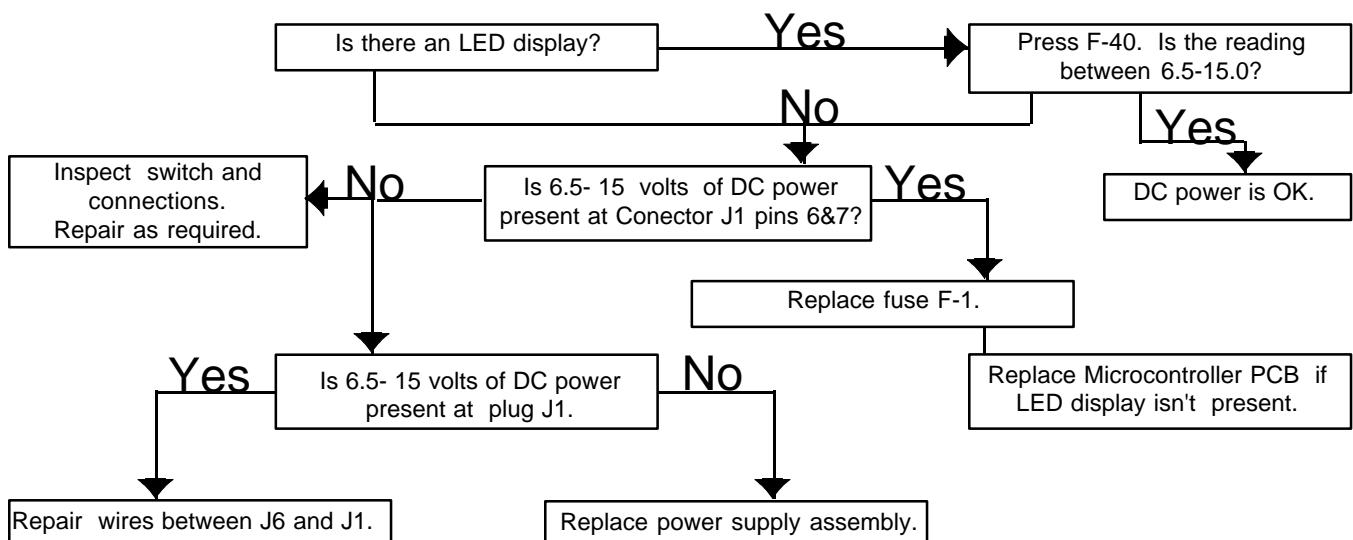 Is there an LED display?
Yes
Press F-40. Is the reading
between 6.5-15.0?
No
Yes
Inspect switch and
connections.
Repair as required.
No
Is 6.5- 15 volts of DC power
present at Conector J1 pins 6&7?
Yes
DC power is OK.
Replace fuse F-1.
Yes
Is 6.5- 15 volts of DC power
present at plug J1.
No
Replace Microcontroller PCB if
LED display isn't present.
Repair wires between J6 and J1.
Replace power supply assembly.